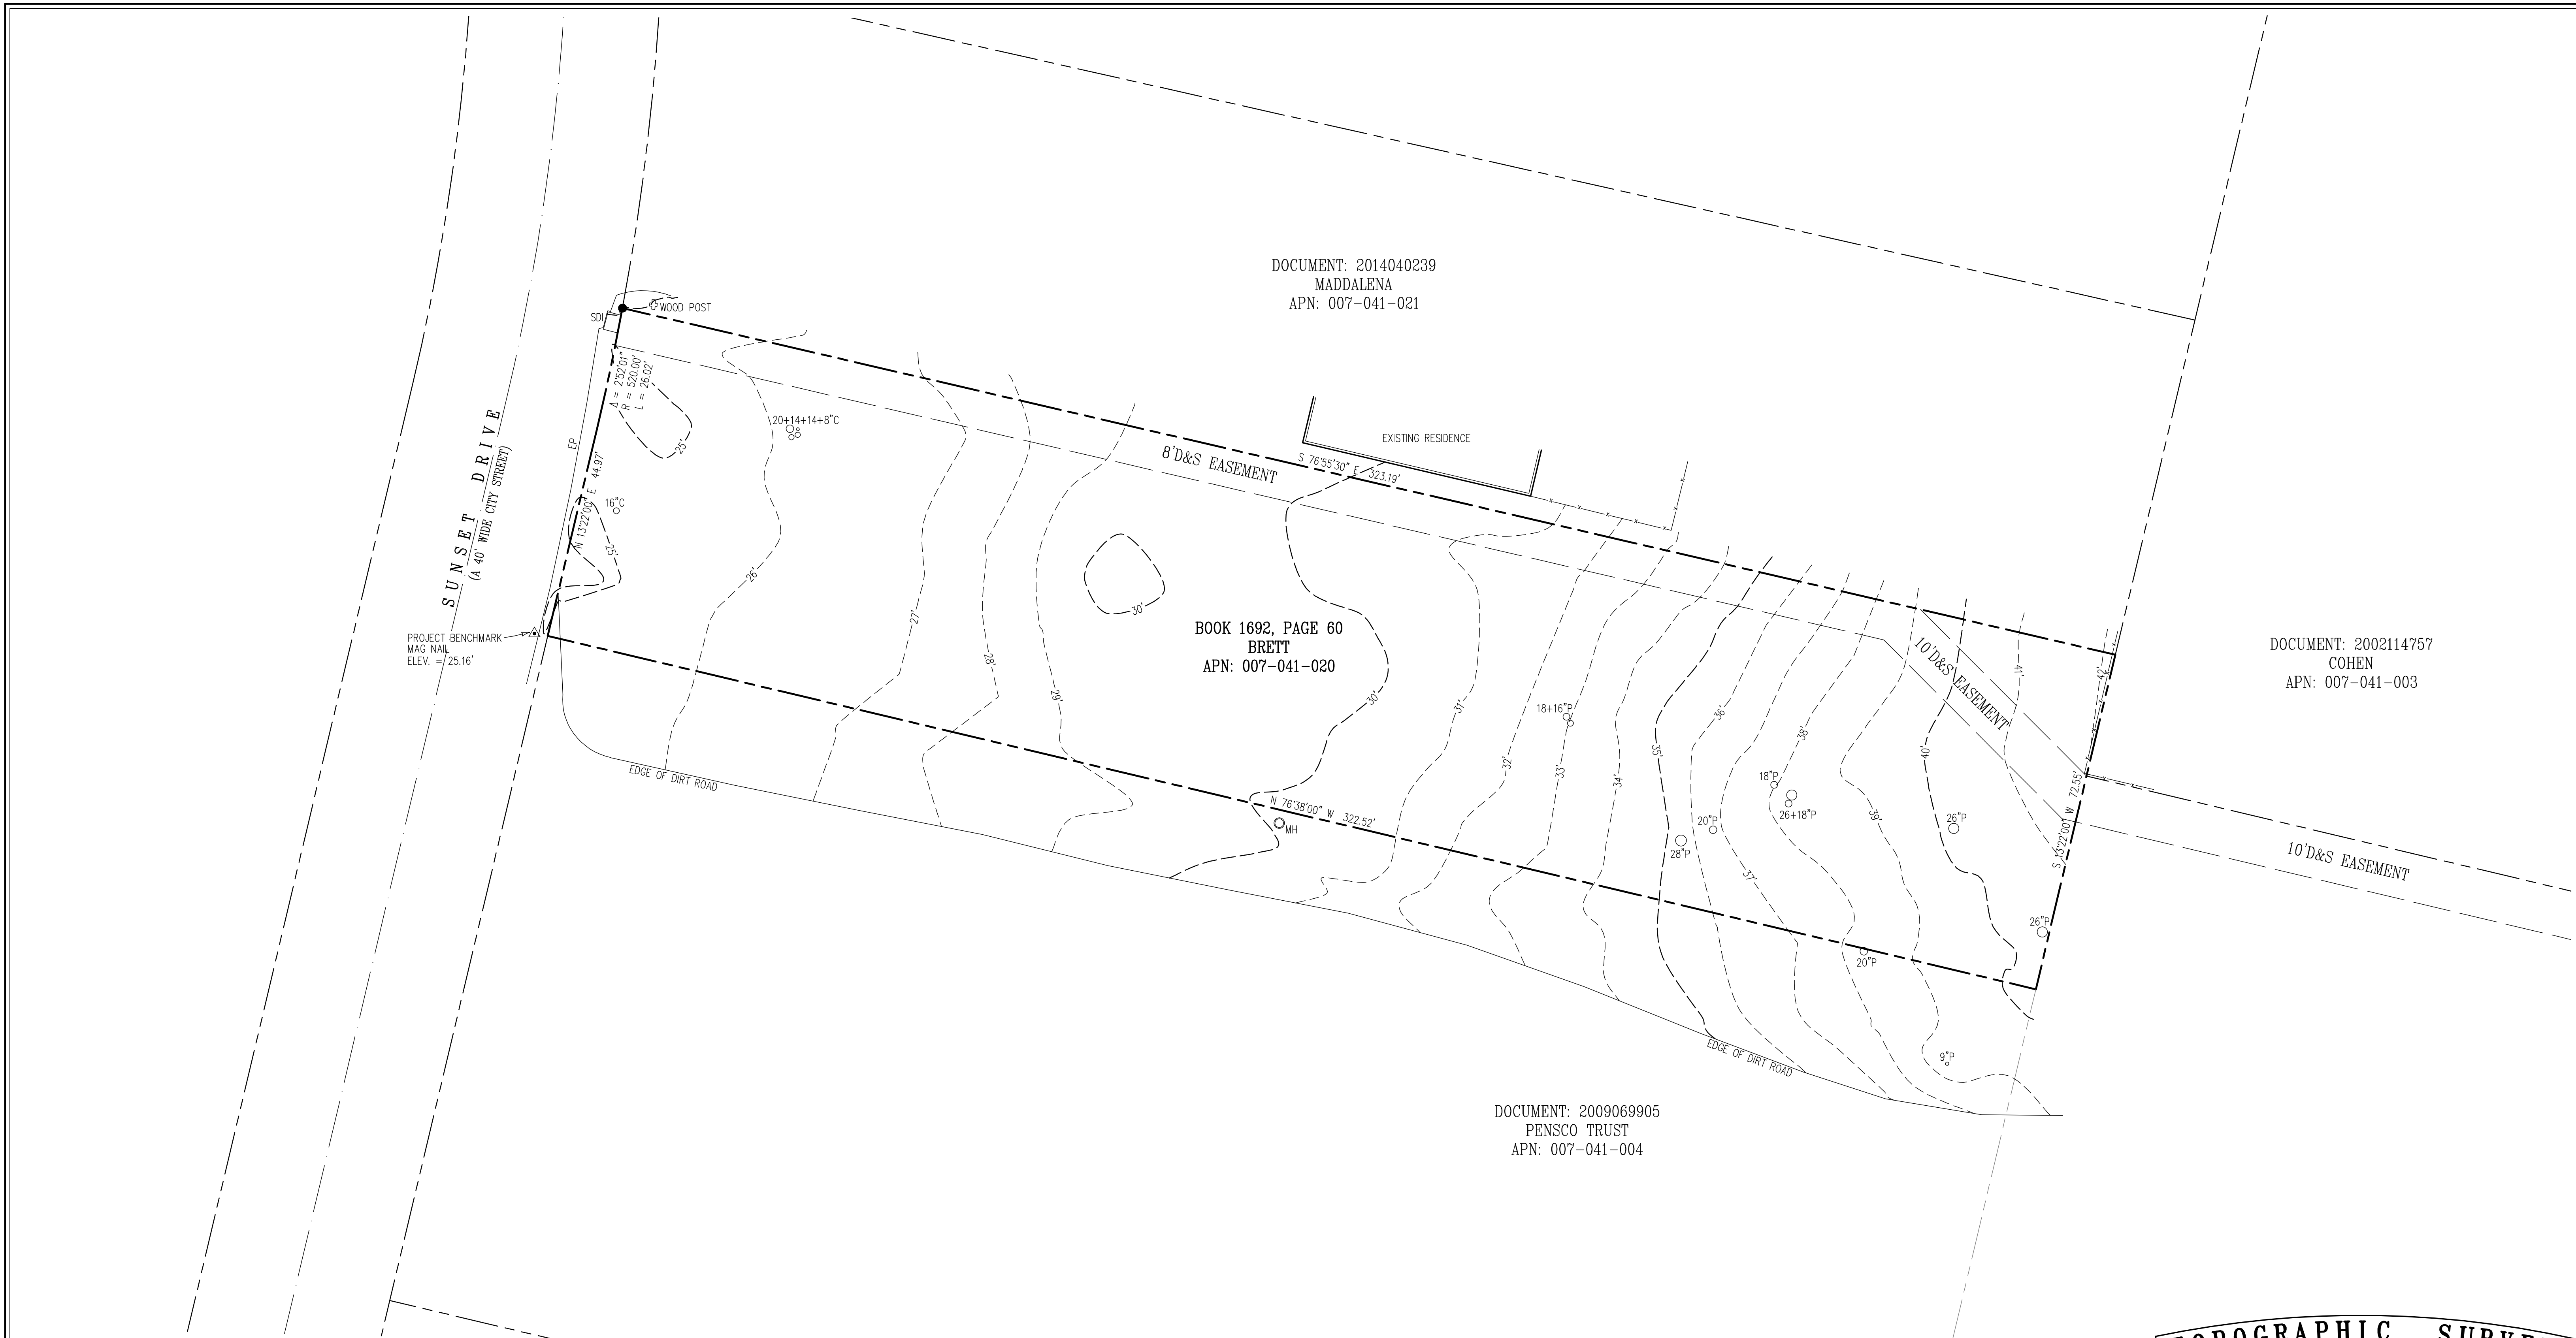 DOCUMENT: 2014040239
MADDALENA
APN: 007-041-021
WOOD POST
SDI
Δ = 2°52'01"
R = 520.00'
L = 26.02'
20+14+14+8"C
EP
25'
EXISTING RESIDENCE
8'D&S EASEMENT
S 76°55'30" E 323.19'
SUNSET DRIVE
(A 40' WIDE CITY STREET)
N 13°22'00" E 44.97'
16"C
25'
26'
27'
28'
29'
30'
30'
31'
32'
33'
34'
35'
36'
37'
38'
39'
40'
41'
42'
PROJECT BENCHMARK
MAG NAIL
ELEV. = 25.16'
BOOK 1692, PAGE 60
BRETT
APN: 007-041-020
10'D&S EASEMENT
DOCUMENT: 2002114757
COHEN
APN: 007-041-003
18+16"P
EDGE OF DIRT ROAD
N 76°38'00" W 322.52'
MH
18"P
26+18"P
20"P
28"P
26"P
S 13°22'00" W 72.55'
10'D&S EASEMENT
26"P
20"P
9"P
EDGE OF DIRT ROAD
DOCUMENT: 2009069905
PENSCO TRUST
APN: 007-041-004